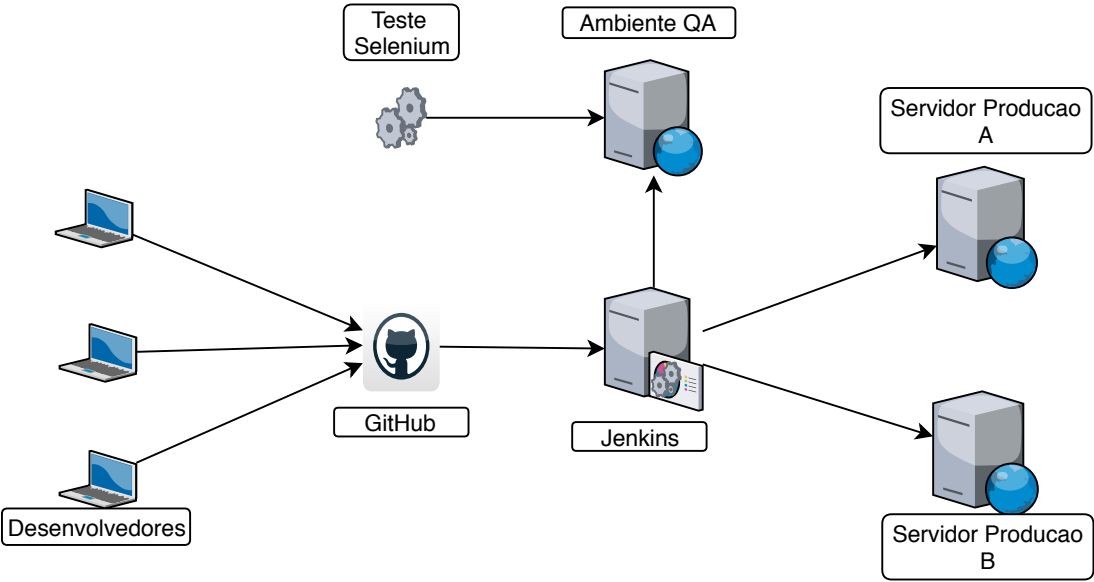 Teste
Selenium
Ambiente QA
Servidor Producao
A
GitHub
Jenkins
Desenvolvedores
Servidor Producao
B